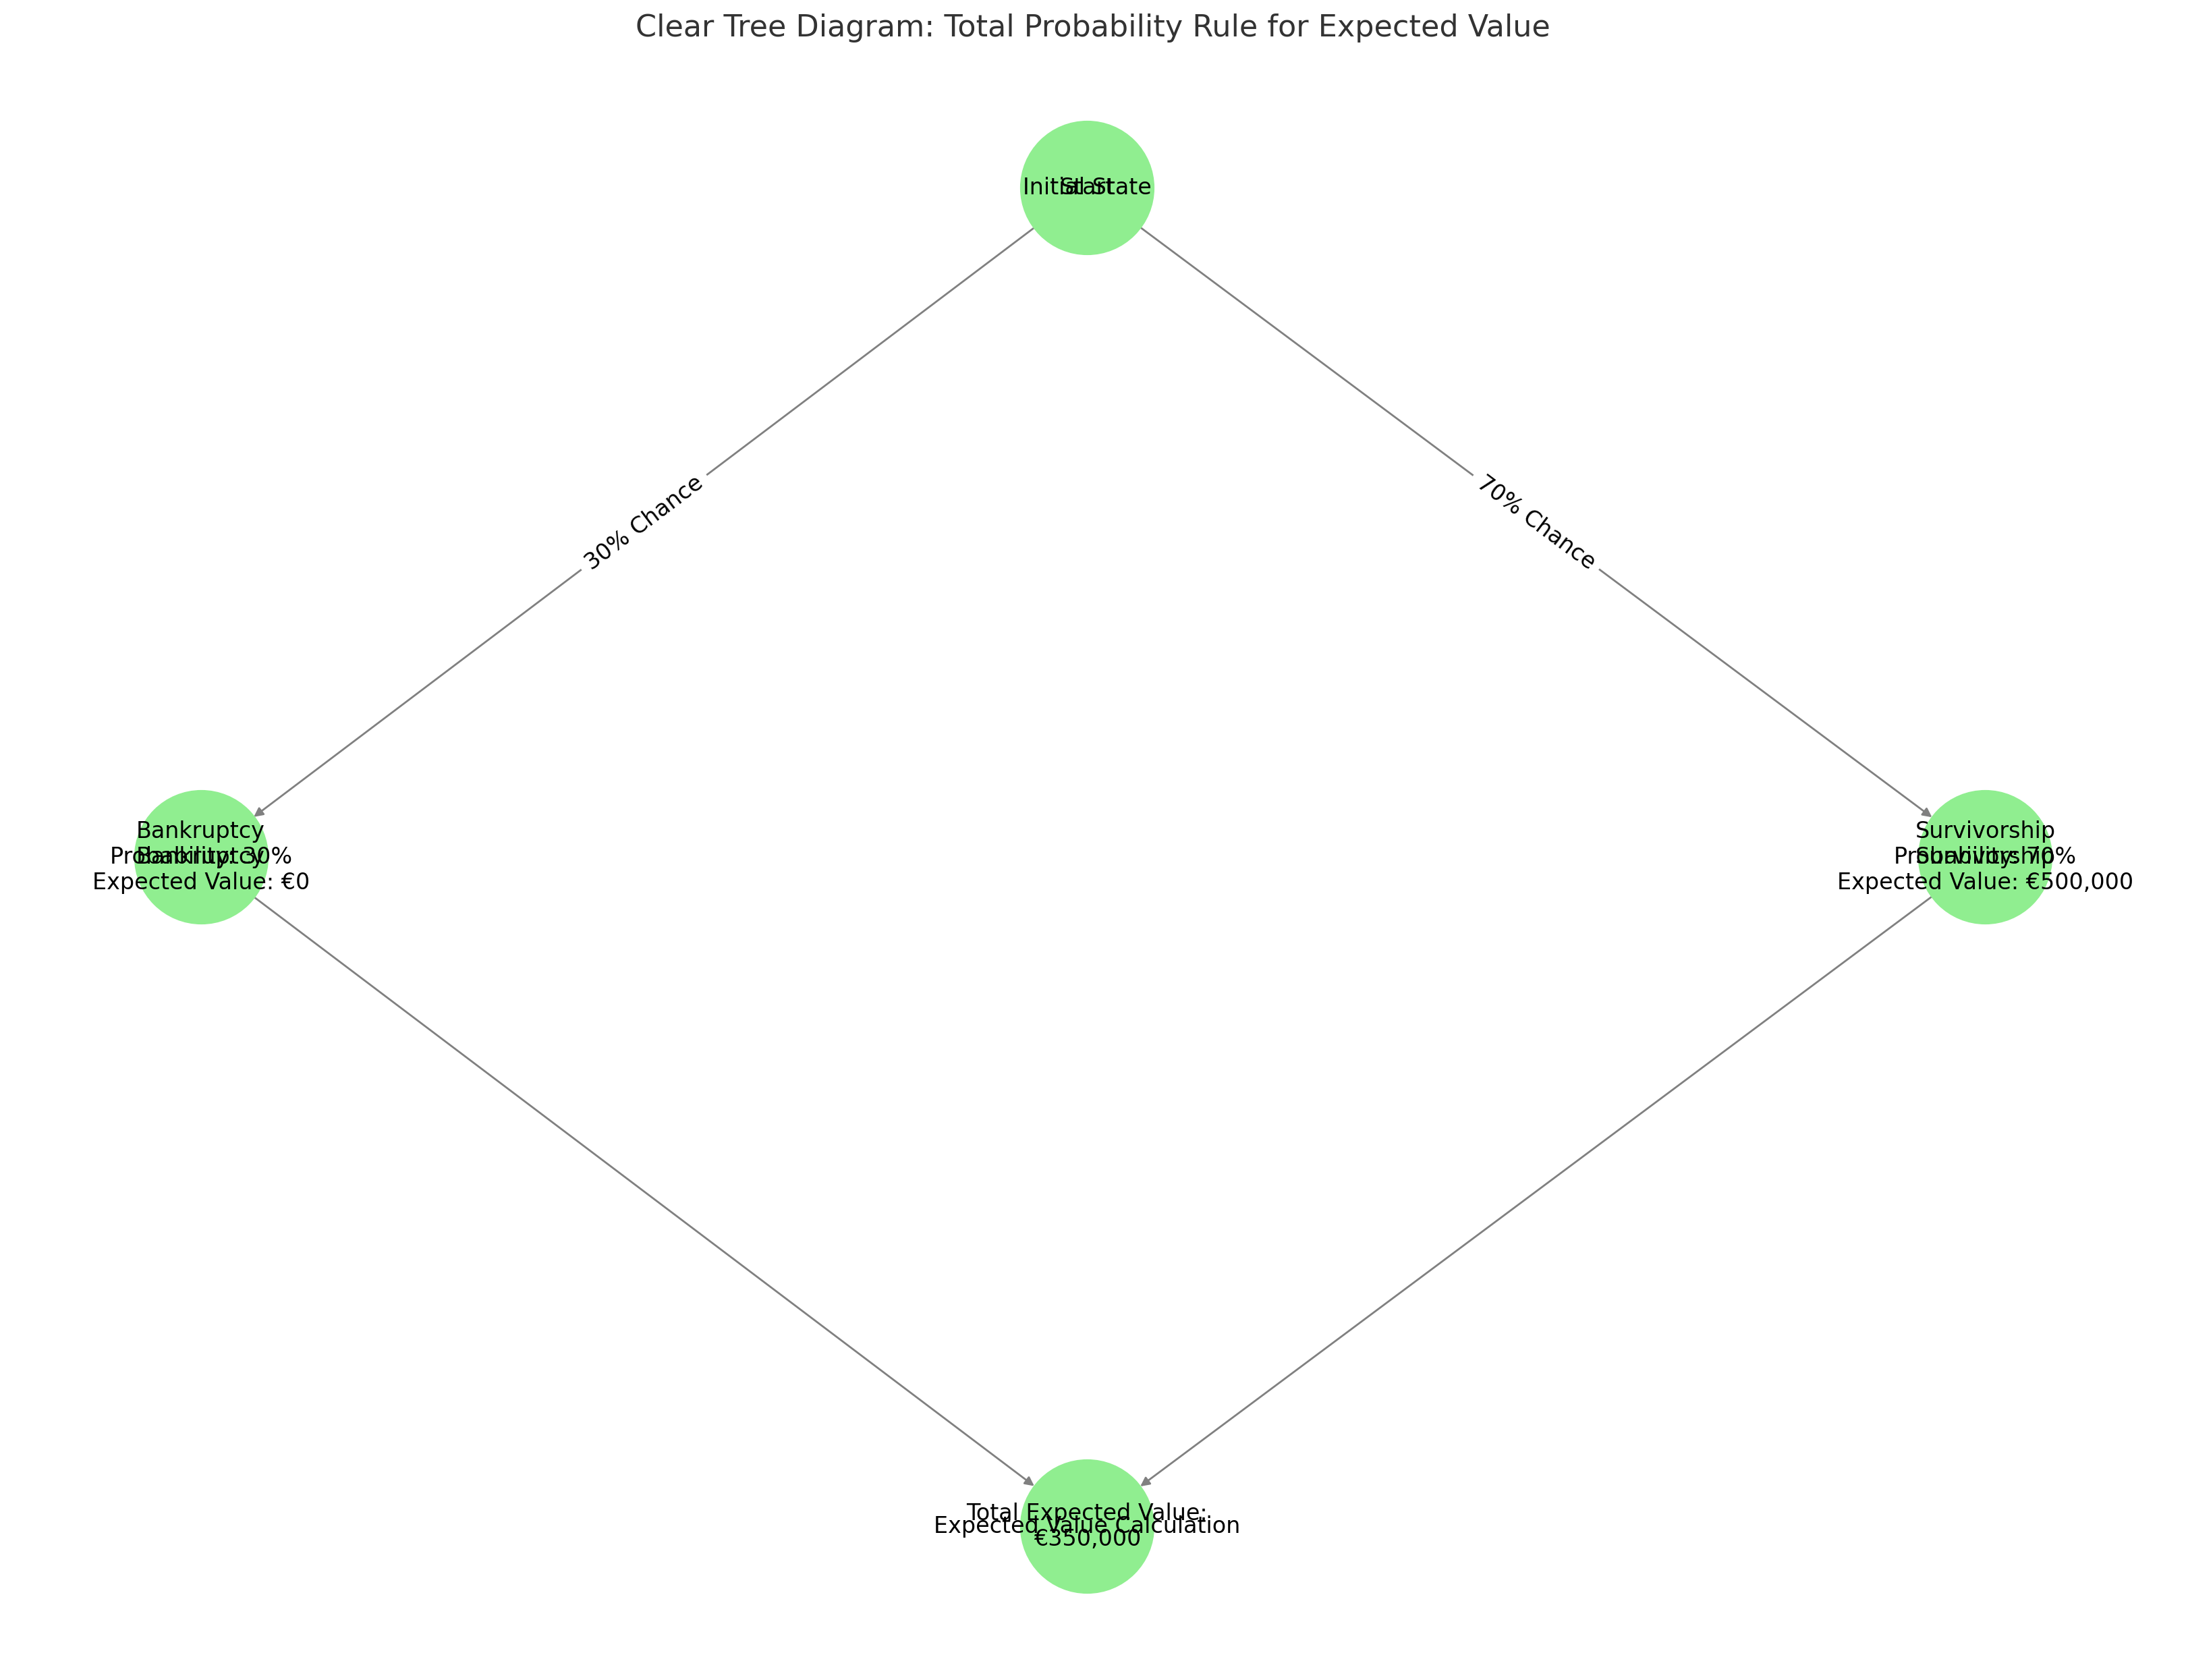 Clear Tree Diagram: Total Probability Rule for Expected Value
Initial State
Start
30% Chance
70% Chance
Bankruptcy
Probability: 30%
Bankruptcy
Expected Value: €0
Survivorship
Probability: 70%
Survivorship
Expected Value: €500,000
Total Expected Value:
Expected Value Calculation
€350,000